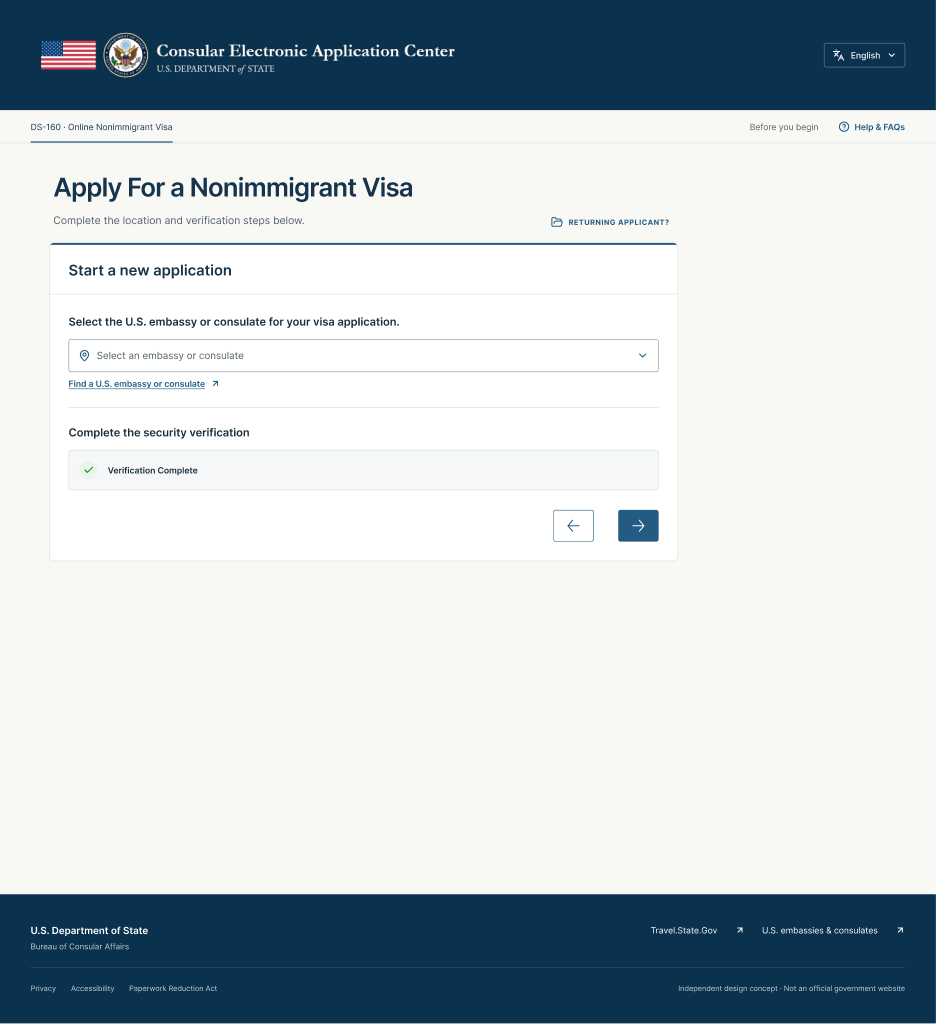 Consular Electronic Application Center
U.S. DEPARTMENT of STATE
English
DS-160 · Online Nonimmigrant Visa
Before you begin
Help & FAQs
Apply For a Nonimmigrant Visa
Complete the location and verification steps below.
RETURNING APPLICANT?
Start a new application
Select the U.S. embassy or consulate for your visa application.
Select an embassy or consulate
Find a U.S. embassy or consulate
Complete the security verification
Verification Complete
U.S. Department of State
Bureau of Consular Affairs
Travel.State.Gov
U.S. embassies & consulates
Privacy
Accessibility
Paperwork Reduction Act
Independent design concept · Not an official government website